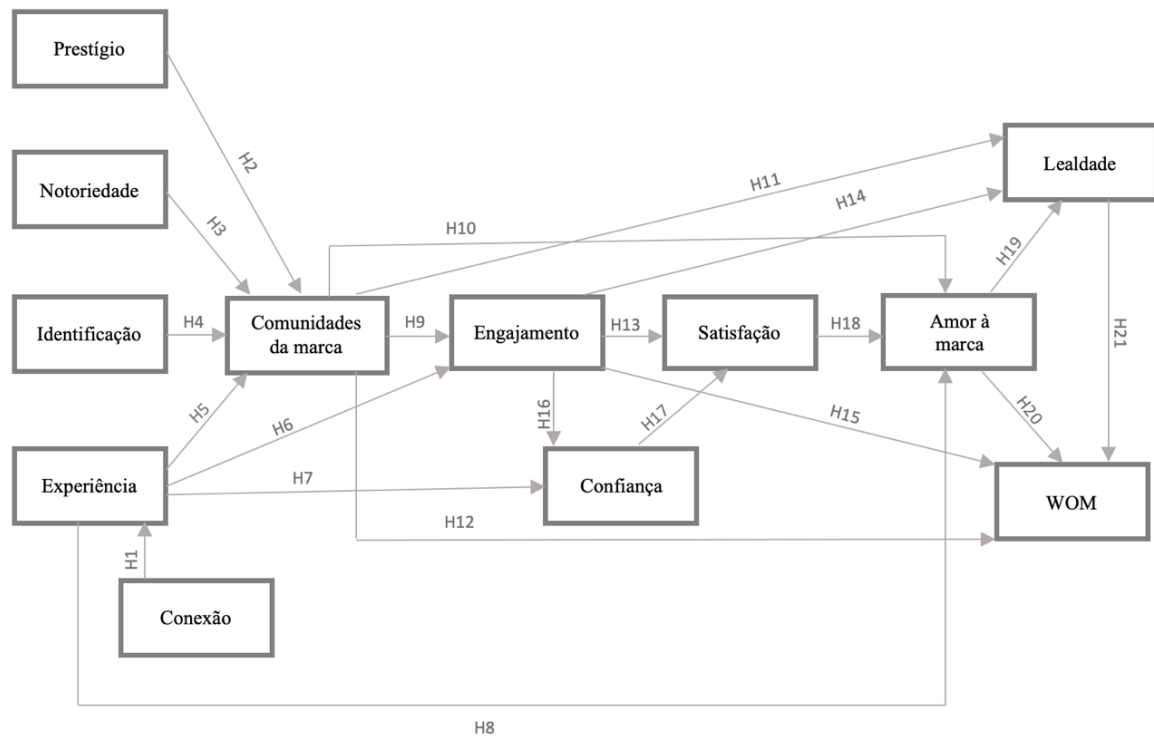 Prestígio
H2
Notoriedade
H3
Identificação
H4
Comunidades
da marca
H9
Engajamento
H13
Satisfação
H18
Amor à
marca
H10
H11
H14
Lealdade
H19
H21
H5
H6
H16
H17
H15
H20
Experiência
H7
Confiança
H12
WOM
H1
Conexão
H8